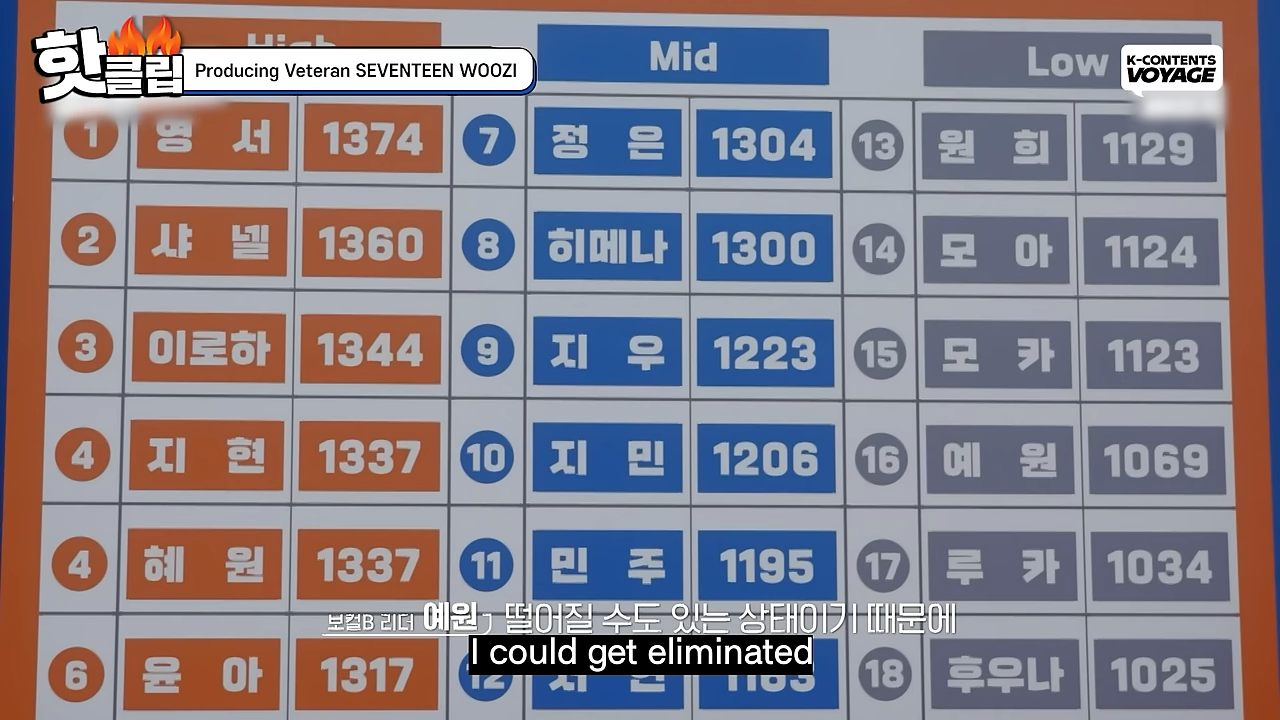 핫클립
Producing Veteran SEVENTEEN WOOZI
K-CONTENTS
VOYAGE
High Mid Low
1 영서 1374 7 정은 1304 13 원희 1129
2 샤넬 1360 8 히메나 1300 14 모아 1124
3 이로하 1344 9 지우 1223 15 모카 1123
4 지현 1337 10 지민 1206 16 예원 1069
4 혜원 1337 11 민주 1195 17 루카 1034
6 윤아 1317 12 1163 18 후우나 1025
보컬B 리더 예원 떨어질 수도 있는 상태이기 때문에
I could get eliminated